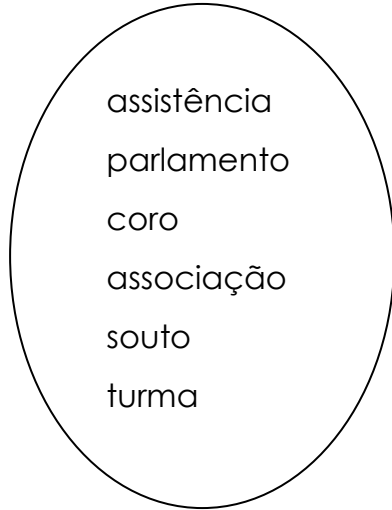 assistência
parlamento
coro
associação
souto
turma